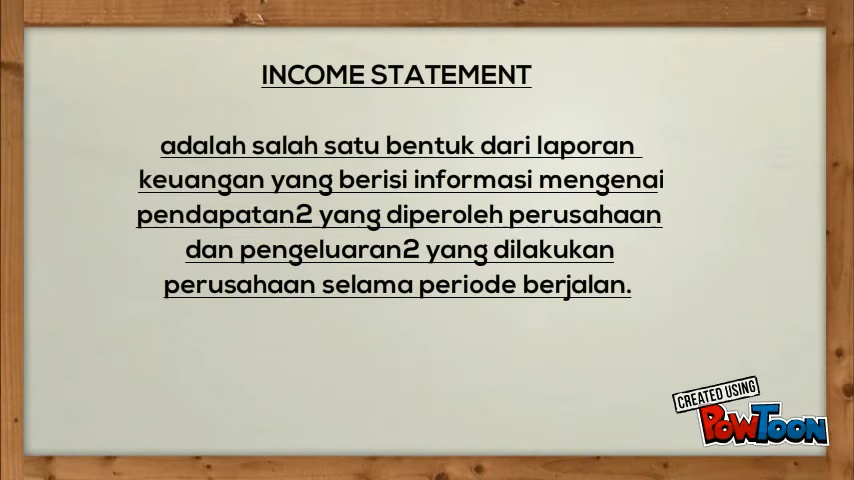 INCOME STATEMENT
adalah salah satu bentuk dari laporan
keuangan yang berisi informasi mengenai
pendapatan2 yang diperoleh perusahaan
dan pengeluaran2 yang dilakukan
perusahaan selama periode berjalan.
CREATED USING
POWTOON